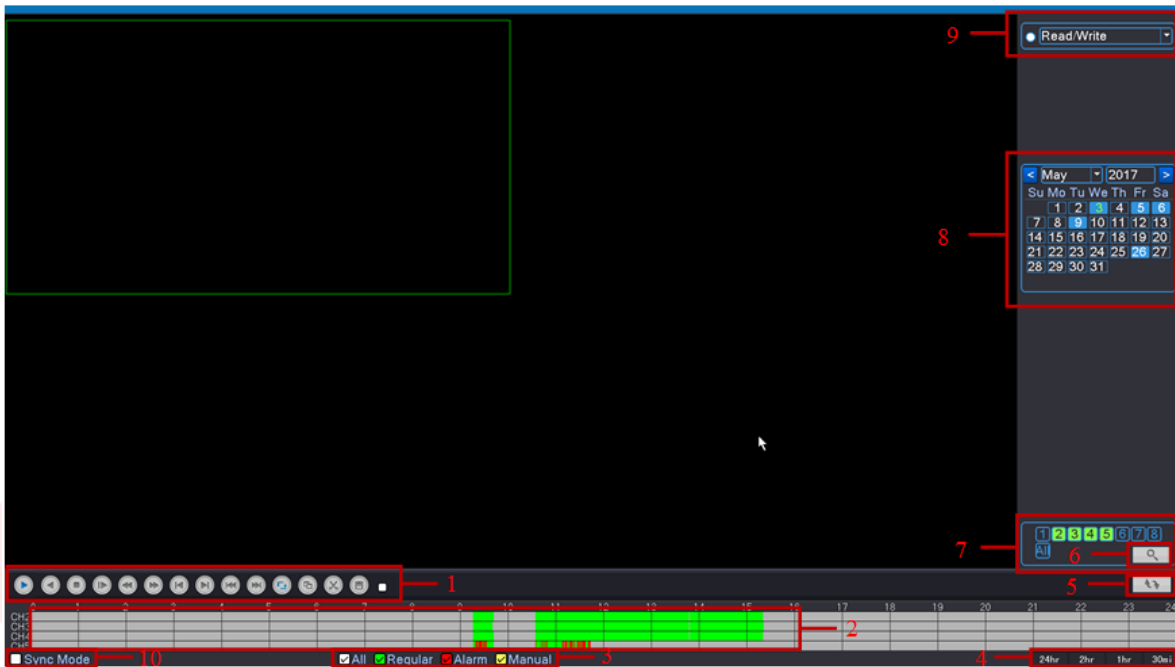 9
Read/Write
May 2017
Su Mo Tu We Th Fr Sa
1 2 3 4 5 6
7 8 9 10 11 12 13
14 15 16 17 18 19 20
21 22 23 24 25 26 27
28 29 30 31
8
1 2 3 4 5 6 7 8
7
All
6
1
5
0 1 2 3 4 5 6 7 8 9 10 11 12 13 14 15 16 17 18 19 20 21 22 23 24
CH2
CH3
CH4
CH5
2
Sync Mode
10
All Regular Alarm Manual
3
4
24hr 2hr 1hr 30m